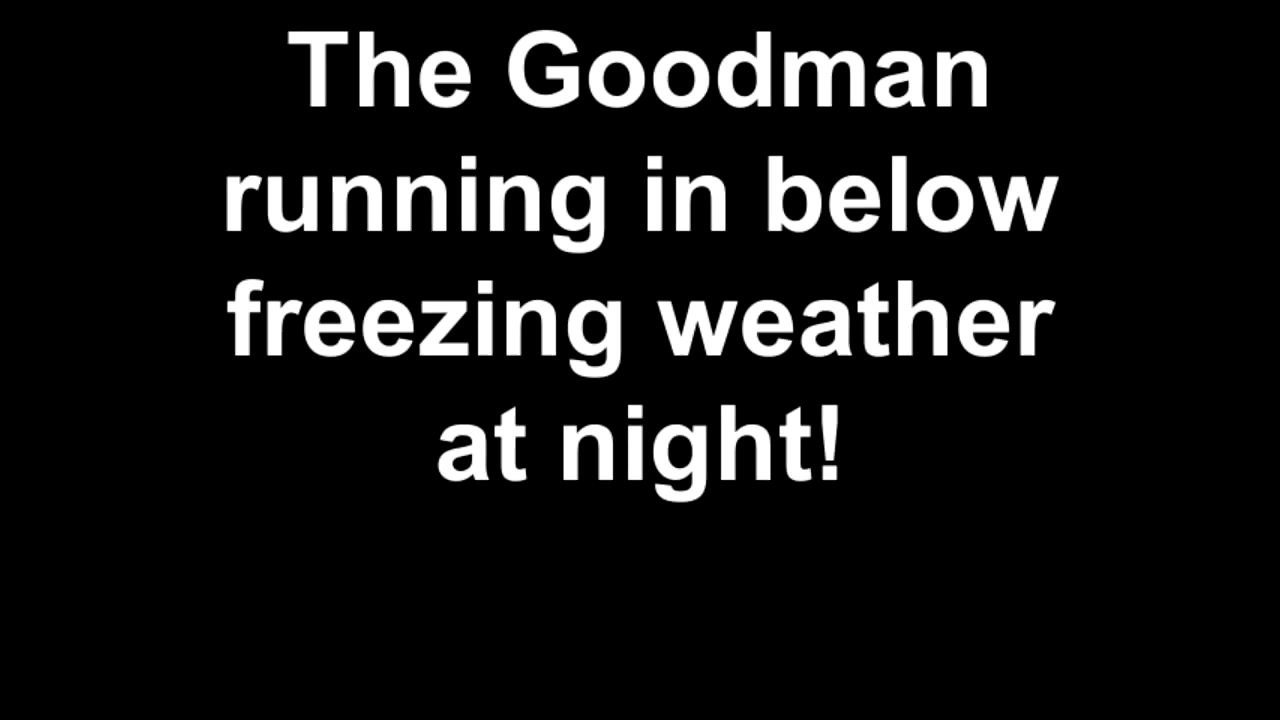 The Goodman
running in below
freezing weather
at night!